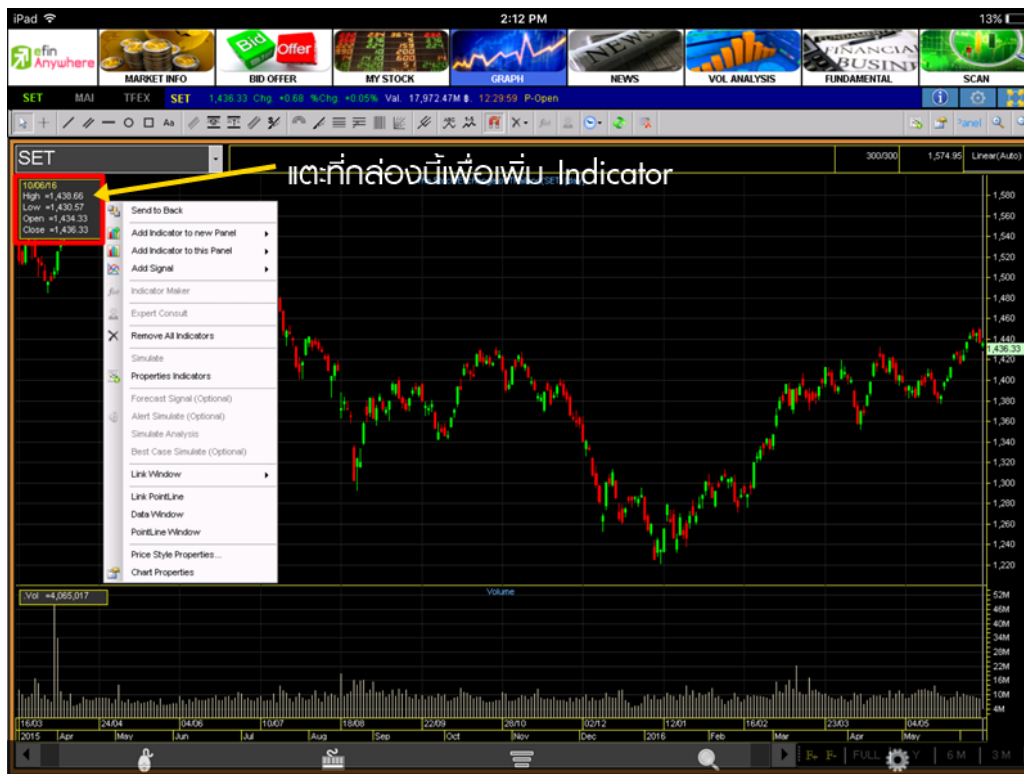 iPad
2:12 PM
13%
efin
Anywhere
Bid
Offer
NEWS
FINANCIAL
BUSIN
MARKET INFO
BID OFFER
MY STOCK
GRAPH
NEWS
VOL ANALYSIS
FUNDAMENTAL
SCAN
SET MAI TFEX SET 1,436.33 Chg. +0.68 %Chg. +0.05% Val. 17,972.47M ฿. 12:29:59 P-Open
Aa
SET
300/300
1,574.95
Linear(Auto)
แตะที่กล่องนี้เพื่อเพิ่ม Indicator
10/06/16
High =1,438.66
Low =1,430.57
Open =1,434.33
Close =1,436.33
Send to Back
Add Indicator to new Panel
Add Indicator to this Panel
Add Signal
Indicator Maker
Expert Consult
Remove All Indicators
Simulate
Properties Indicators
Forecast Signal (Optional)
Alert Simulate (Optional)
Simulate Analysis
Best Case Simulate (Optional)
Link Window
Link PointLine
Data Window
PointLine Window
Price Style Properties...
Chart Properties
1,580
1,560
1,540
1,520
1,500
1,480
1,460
1,440
1,436.33
1,420
1,400
1,380
1,360
1,340
1,320
1,300
1,280
1,260
1,240
1,220
.Vol =4,065,017
Volume
52M
46M
40M
34M
28M
22M
16M
10M
4M
16/03 24/04 04/06 10/07 18/08 22/09 28/10 02/12 12/01 16/02 23/03 04/05
2015 Apr May Jun Jul Aug Sep Oct Nov Dec 2016 Feb Mar Apr May
F+ F- FULL Y 6 M 3 M